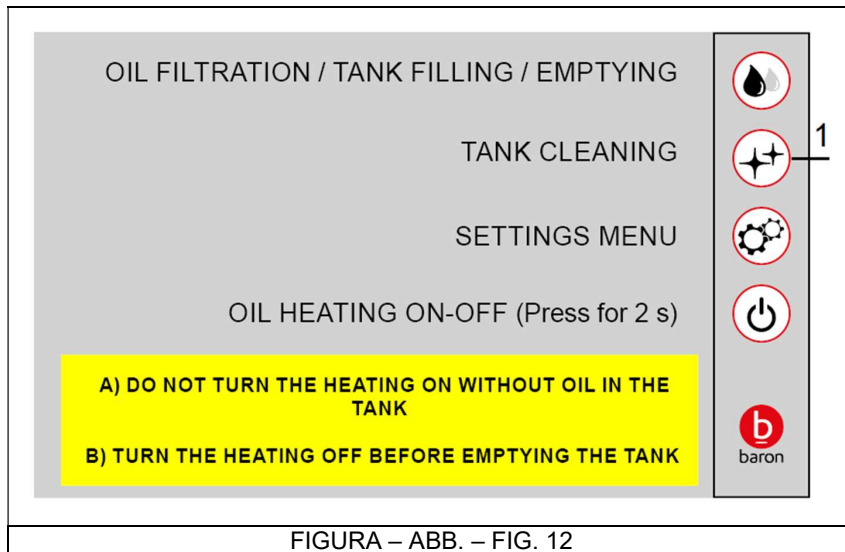 OIL FILTRATION / TANK FILLING / EMPTYING
TANK CLEANING
1
SETTINGS MENU
OIL HEATING ON-OFF (Press for 2 s)
A) DO NOT TURN THE HEATING ON WITHOUT OIL IN THE
TANK
B) TURN THE HEATING OFF BEFORE EMPTYING THE TANK
b
baron
FIGURA – ABB. – FIG. 12